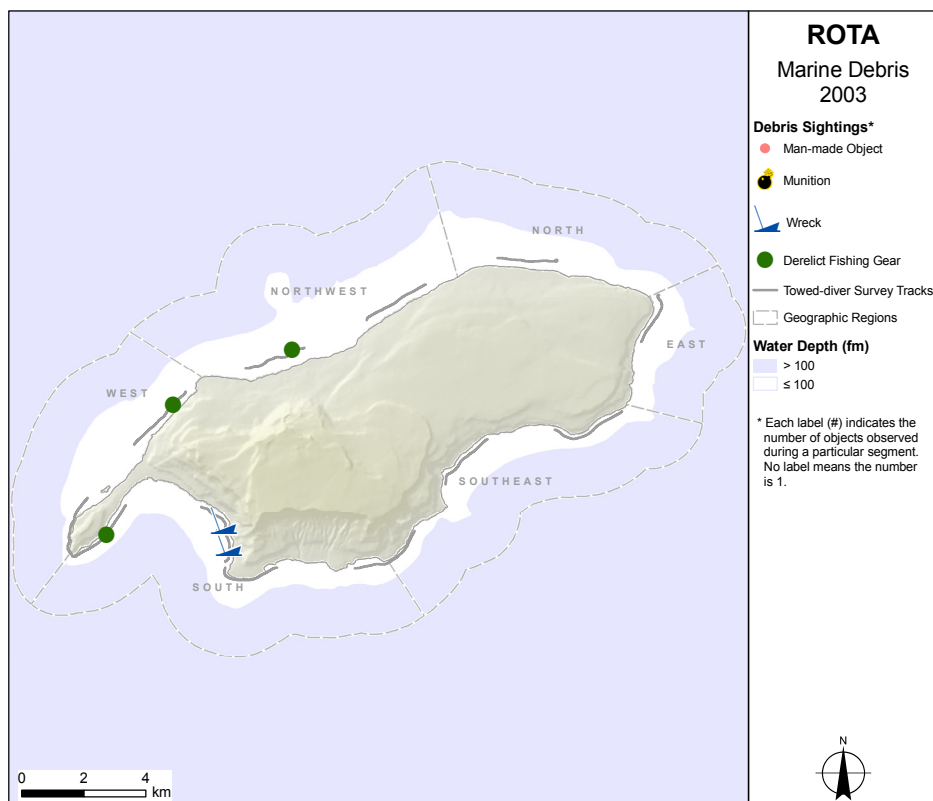 ROTA
Marine Debris
2003
Debris Sightings*
Man-made Object
Munition
Wreck
Derelict Fishing Gear
Towed-diver Survey Tracks
Geographic Regions
Water Depth (fm)
> 100
≤ 100
* Each label (#) indicates the
number of objects observed
during a particular segment.
No label means the number
is 1.
NORTH
NORTHWEST
EAST
WEST
SOUTHEAST
SOUTH
0 2 4
km
N